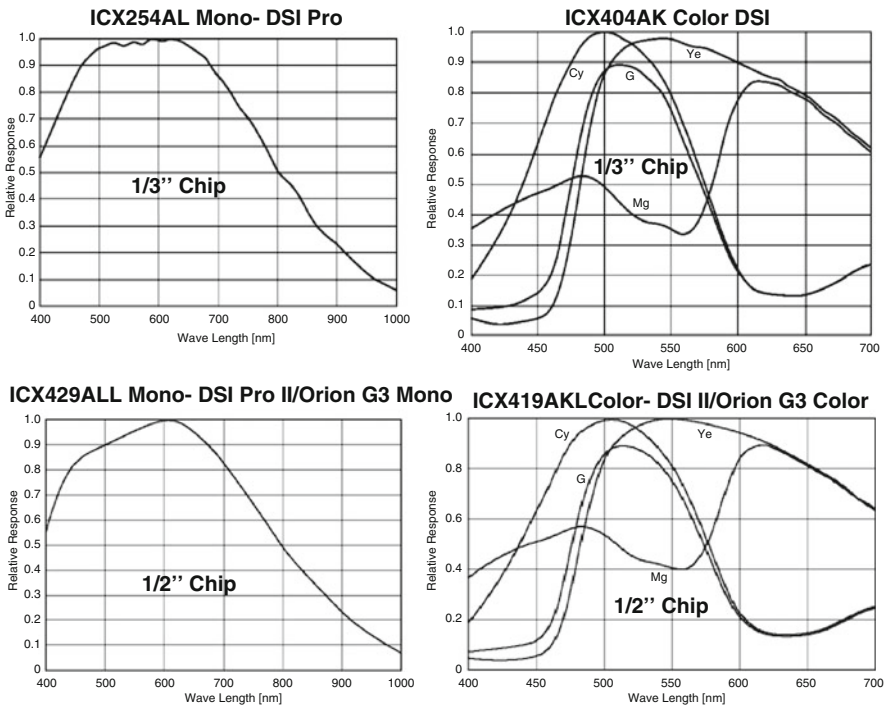 ICX254AL Mono- DSI Pro
1.0
0.9
0.8
0.7
0.6
0.5
0.4
0.3
0.2
0.1
0
Relative Response
1/3'' Chip
400 500 600 700 800 900 1000
Wave Length [nm]
ICX404AK Color DSI
1.0
0.9
0.8
0.7
0.6
0.5
0.4
0.3
0.2
0.1
0
Relative Response
Cy
G
Ye
1/3'' Chip
Mg
400 450 500 550 600 650 700
Wave Length [nm]
ICX429ALL Mono- DSI Pro II/Orion G3 Mono
1.0
0.9
0.8
0.7
0.6
0.5
0.4
0.3
0.2
0.1
0
Relative Response
1/2'' Chip
400 500 600 700 800 900 1000
Wave Length [nm]
ICX419AKLColor- DSI II/Orion G3 Color
1.0
0.8
0.6
0.4
0.2
0
Relative Response
Cy
Ye
G
Mg
1/2'' Chip
400 450 500 550 600 650 700
Wave Length [nm]